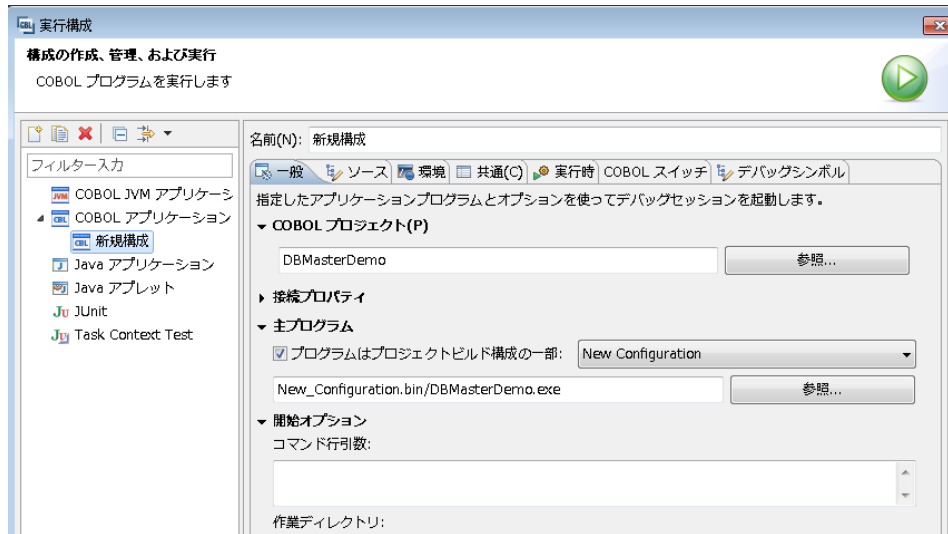 実行構成
構成の作成、管理、および実行
COBOL プログラムを実行します
フィルター入力
COBOL JVM アプリケーシ
COBOL アプリケーション
新規構成
Java アプリケーション
Java アプレット
JUnit
Task Context Test
名前(N): 新規構成
一般 ソース 環境 共通(C) 実行時 COBOL スイッチ デバッグシンボル
指定したアプリケーションプログラムとオプションを使ってデバッグセッションを起動します。
COBOL プロジェクト(P)
DBMasterDemo 参照...
接続プロパティ
主プログラム
プログラムはプロジェクトビルド構成の一部: New Configuration
New_Configuration.bin/DBMasterDemo.exe 参照...
開始オプション
コマンド行引数:
作業ディレクトリ: